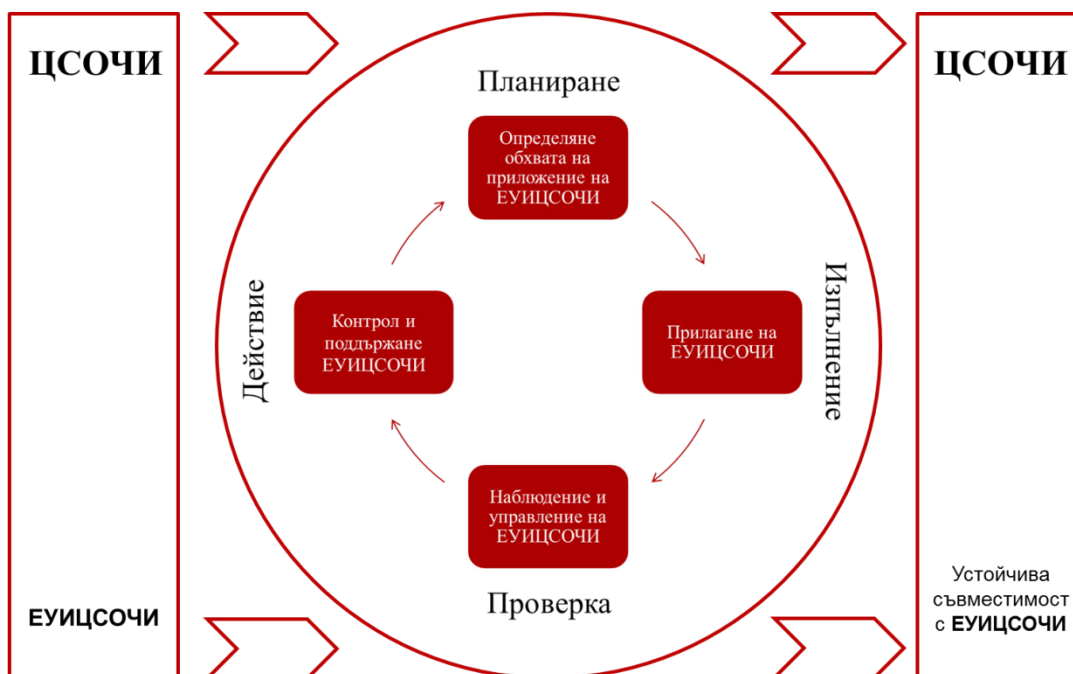 ЦСОЧИ
ЕУИЦСОЧИ
Планиране
Определяне
обхвата на
приложение на
ЕУИЦСОЧИ
Изпълнение
Прилагане на
ЕУИЦСОЧИ
Наблюдение и
управление на
ЕУИЦСОЧИ
Проверка
Действие
Контрол и
поддържане
ЕУИЦСОЧИ
ЦСОЧИ
Устойчива
съвместимост
с ЕУИЦСОЧИ